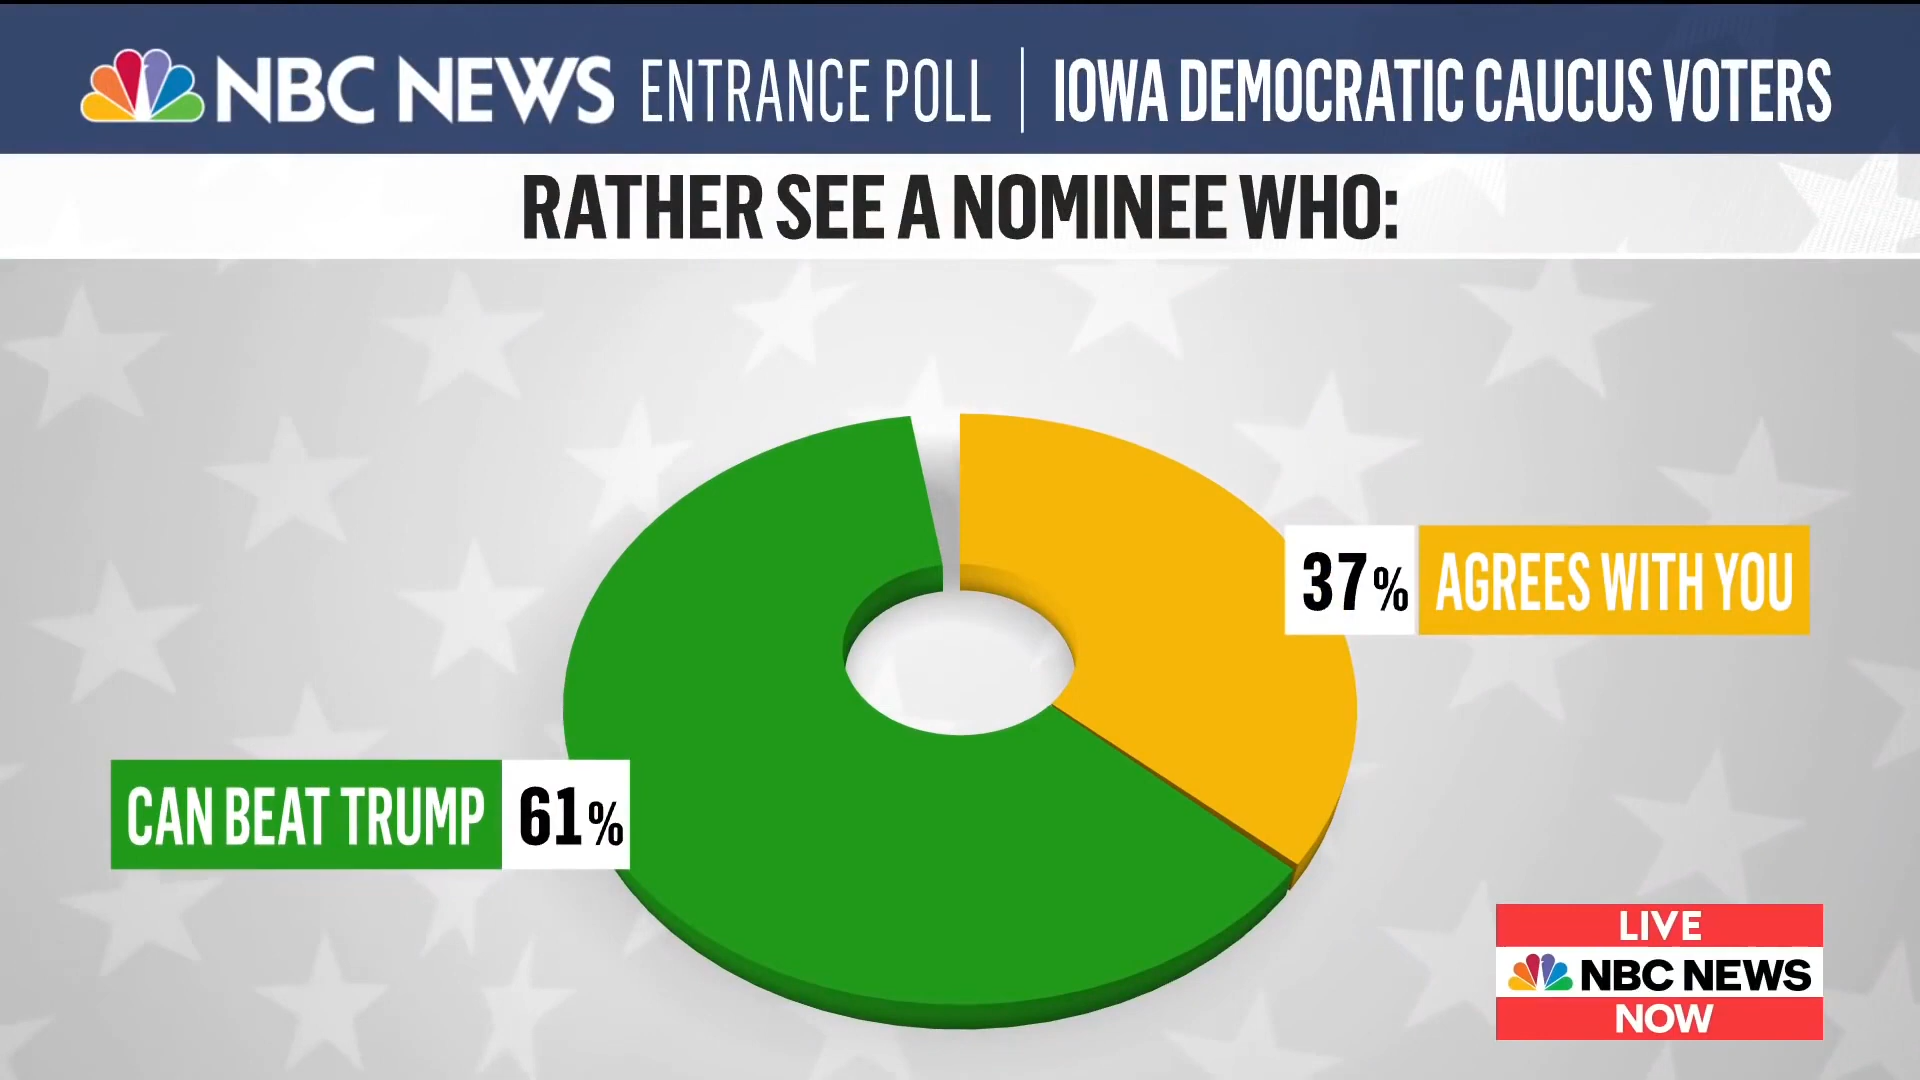 NBC NEWS ENTRANCE POLL | IOWA DEMOCRATIC CAUCUS VOTERS
RATHER SEE A NOMINEE WHO:
37% AGREES WITH YOU
CAN BEAT TRUMP 61%
LIVE
NBC NEWS
NOW